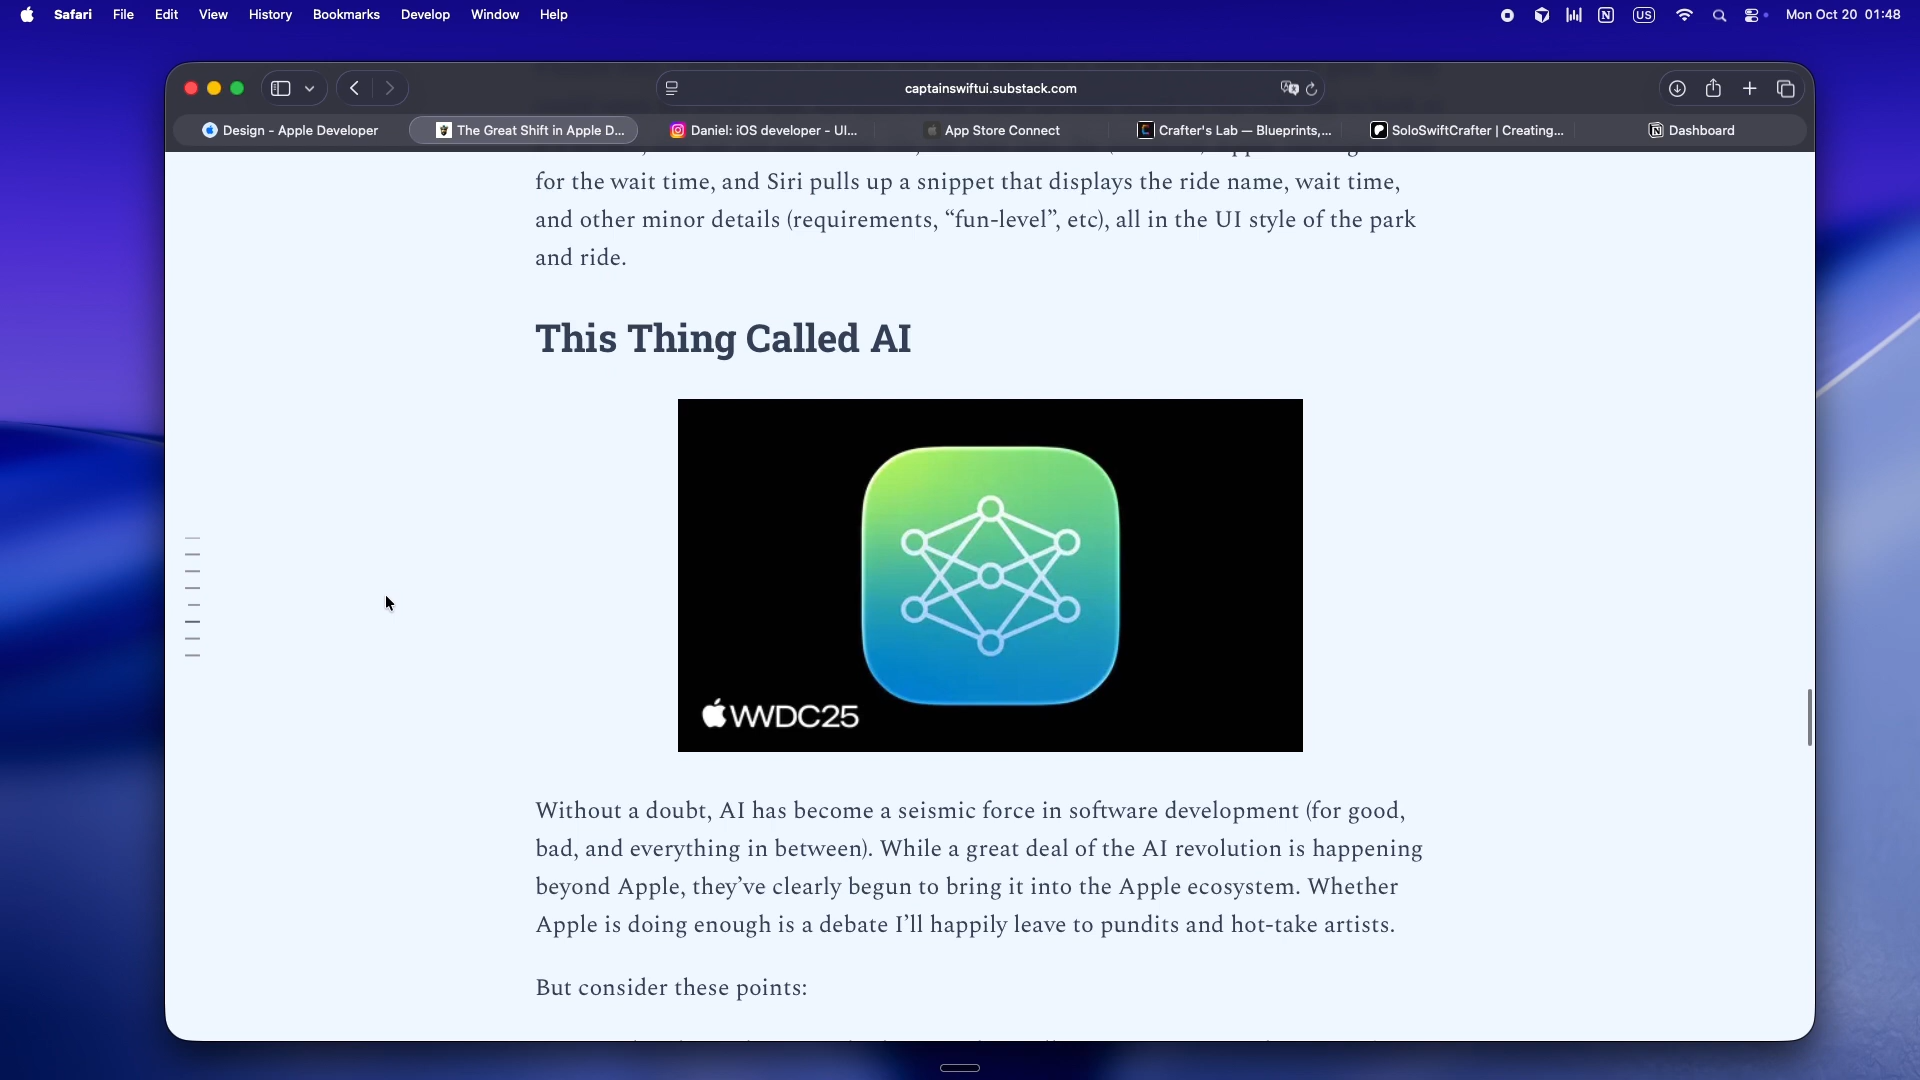 Safari File Edit View History Bookmarks Develop Window Help
US
Mon Oct 20 01:48
captainswiftui.substack.com
Design - Apple Developer
The Great Shift in Apple D...
Daniel: iOS developer - UI...
App Store Connect
Crafter's Lab — Blueprints,...
SoloSwiftCrafter | Creating...
Dashboard
for the wait time, and Siri pulls up a snippet that displays the ride name, wait time,
and other minor details (requirements, “fun-level”, etc), all in the UI style of the park
and ride.
This Thing Called AI
WWDC25
Without a doubt, AI has become a seismic force in software development (for good,
bad, and everything in between). While a great deal of the AI revolution is happening
beyond Apple, they’ve clearly begun to bring it into the Apple ecosystem. Whether
Apple is doing enough is a debate I’ll happily leave to pundits and hot-take artists.
But consider these points: